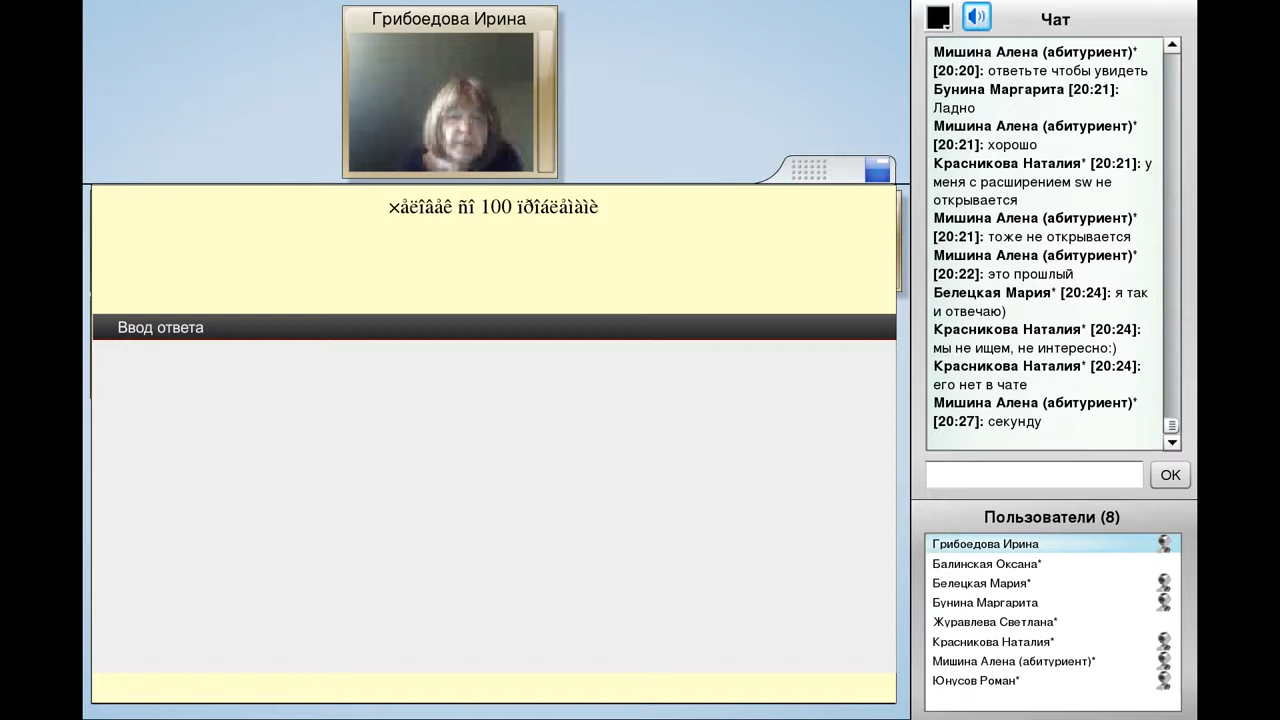 Грибоедова Ирина
×åëîâåê ñî 100 ïðîáëåìàìè
Ввод ответа
Чат
Мишина Алена (абитуриент)*
[20:20]: ответьте чтобы увидеть
Бунина Маргарита [20:21]:
Ладно
Мишина Алена (абитуриент)*
[20:21]: хорошо
Красникова Наталия* [20:21]: у
меня с расширением sw не
открывается
Мишина Алена (абитуриент)*
[20:21]: тоже не открывается
Мишина Алена (абитуриент)*
[20:22]: это прошлый
Белецкая Мария* [20:24]: я так
и отвечаю)
Красникова Наталия* [20:24]:
мы не ищем, не интересно:)
Красникова Наталия* [20:24]:
его нет в чате
Мишина Алена (абитуриент)*
[20:27]: секунду
OK
Пользователи (8)
Грибоедова Ирина
Балинская Оксана*
Белецкая Мария*
Бунина Маргарита
Журавлева Светлана*
Красникова Наталия*
Мишина Алена (абитуриент)*
Юнусов Роман*